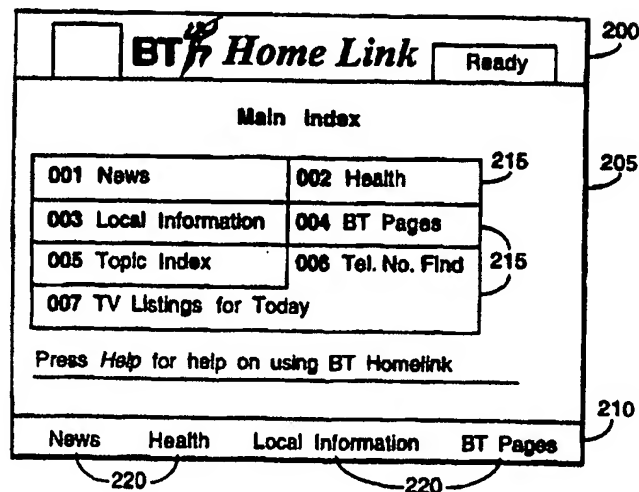 BT Home Link Ready 200
Main Index
205
001 News 002 Health 215
003 Local Information 004 BT Pages
005 Topic Index 006 Tel. No. Find 215
007 TV Listings for Today
Press Help for help on using BT Homelink
210
News Health Local Information BT Pages
220 220